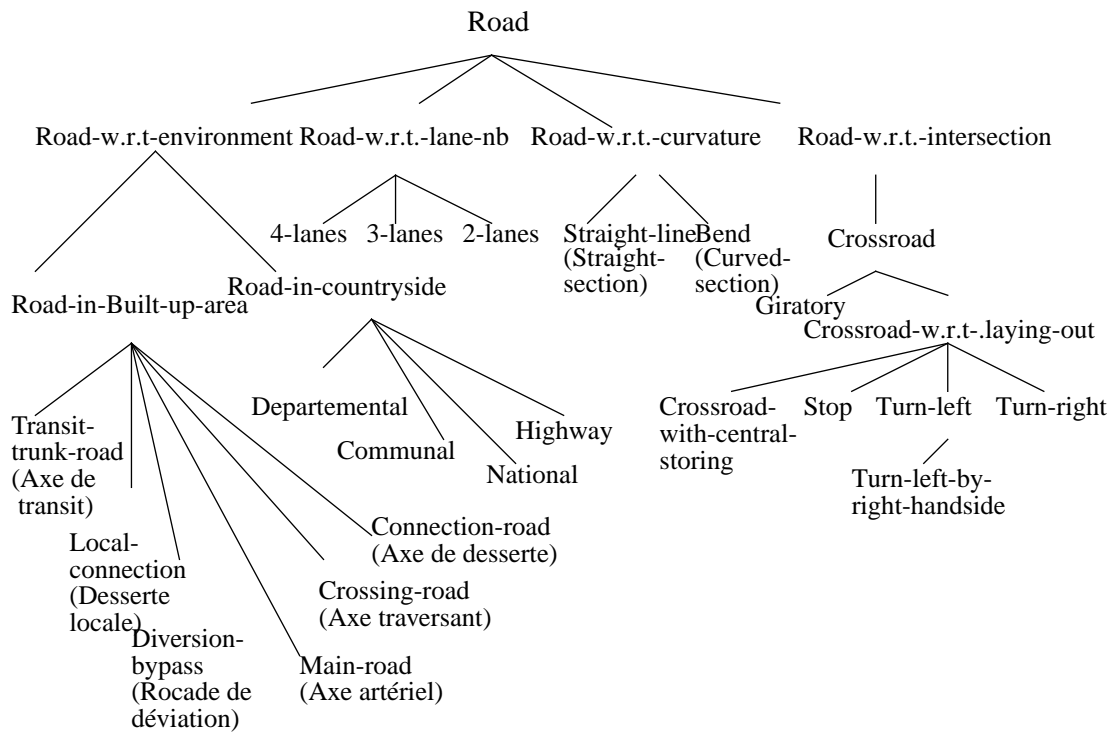 Road
Road-w.r.t-environment Road-w.r.t.-lane-nb Road-w.r.t.-curvature Road-w.r.t.-intersection
4-lanes 3-lanes 2-lanes
Straight-line
(Straight-
section)
Bend
(Curved-
section)
Crossroad
Road-in-Built-up-area
Road-in-countryside
Giratory
Crossroad-w.r.t-.laying-out
Transit-
trunk-road
(Axe de
transit)
Departemental
Communal
Highway
National
Crossroad-
with-central-
storing
Stop
Turn-left
Turn-right
Turn-left-by-
right-handside
Local-
connection
(Desserte
locale)
Connection-road
(Axe de desserte)
Crossing-road
(Axe traversant)
Diversion-
bypass
(Rocade de
déviation)
Main-road
(Axe artériel)